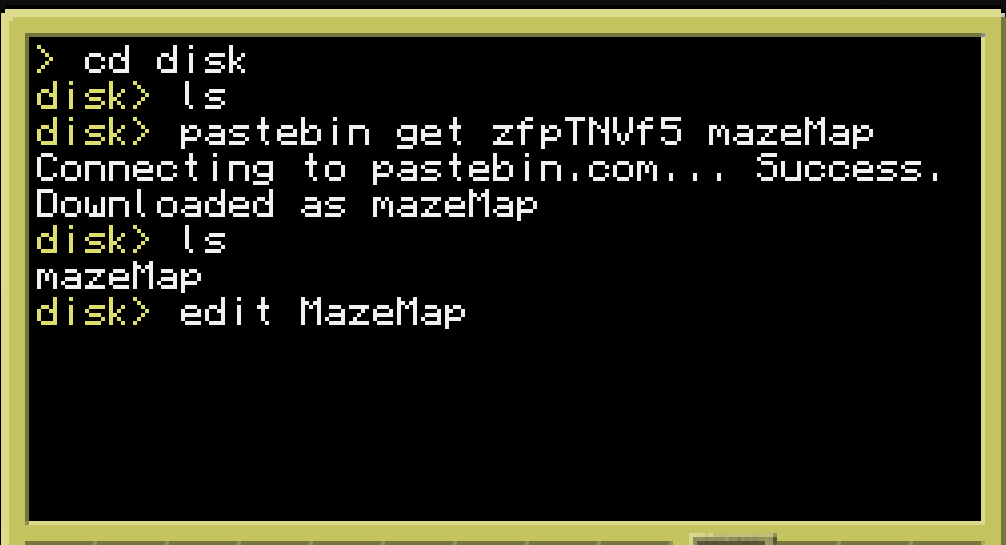 > cd disk
disk> ls
disk> pastebin get zfpTNVf5 mazeMap
Connecting to pastebin.com... Success.
Downloaded as mazeMap
disk> ls
mazeMap
disk> edit MazeMap